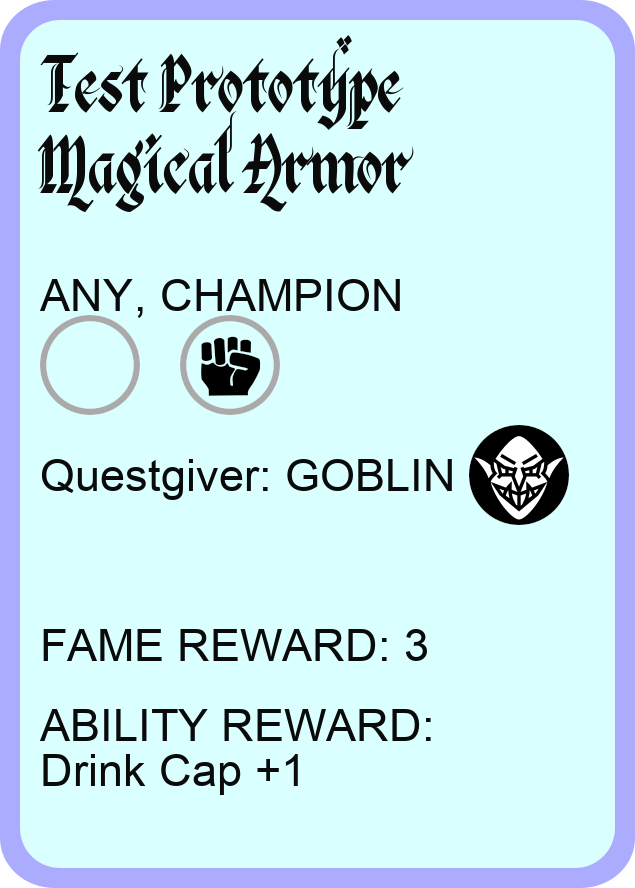 Test Prototype
Magical Armor
ANY, CHAMPION
Questgiver: GOBLIN
FAME REWARD: 3
ABILITY REWARD:
Drink Cap +1